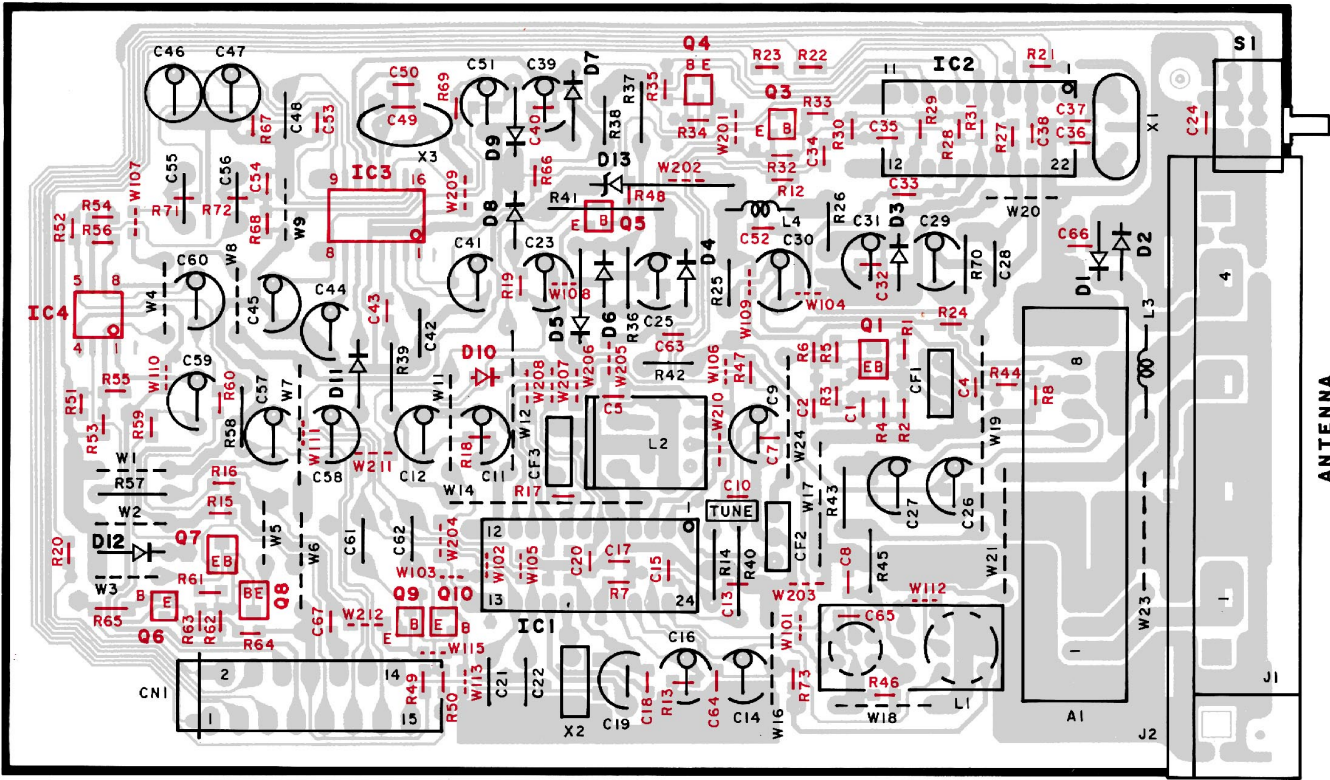 C46 C47 C50 R69 C51 C39 D7 R37 R35 Q4 B E R23 R22 11 IC2 R21 1 S1
R67 C48 C53 C49 X3 D9 C40 R38 R34 W201 Q3 E B R33 R30 C35 R29 R28 R31 R27 C38 C37 C36 X1 C24
W107 C55 C56 C54 9 IC3 16 W209 R66 D13 W202 R32 C34 12 22
R52 R54 R56 R71 R72 R68 W9 8 1 D8 R41 R48 E B Q5 R12 L4 C52 R26 C33 W20
W4 C60 W8 C45 C44 C43 C42 C41 C23 R19 W108 D4 R25 C30 W109 W104 C31 C32 D3 C29 R70 C28 C66 D1 D2
IC4 5 8 4 1 D5 D6 R36 C25 C63 R24 L3 4
W110 C59 R60 C57 W7 D11 R39 W11 D10 W208 W207 W206 W205 R42 W106 R47 R6 R5 Q1 EB R1 CF1 C4 R44 R8 8
R51 R55 R53 R59 R58 W111 C58 W211 C12 R18 C11 W12 CF3 C5 L2 W210 C9 C7 W24 C2 R3 C1 R4 R2 W19
ANTENNA
W1 R57 R16 R15 W14 R17 C10 TUNE W17 R43 C27 C26
W2 D12 W3 R20 Q7 EB W5 W6 C61 C62 W204 12 1 W102 W105 C20 C17 C15 R7 R14 R40 CF2 C8 R45 W21 W23
R65 B E Q6 R61 R63 R62 BE Q8 R64 C67 W212 W103 Q9 Q10 E B E B 13 IC1 24 C13 W203 W101 C65 W112 1
CN1 2 14 1 15 R49 R50 W115 W113 C21 C22 X2 C19 C18 R13 C16 C64 C14 W16 R73 R46 W18 L1 1 A1 J2 J1